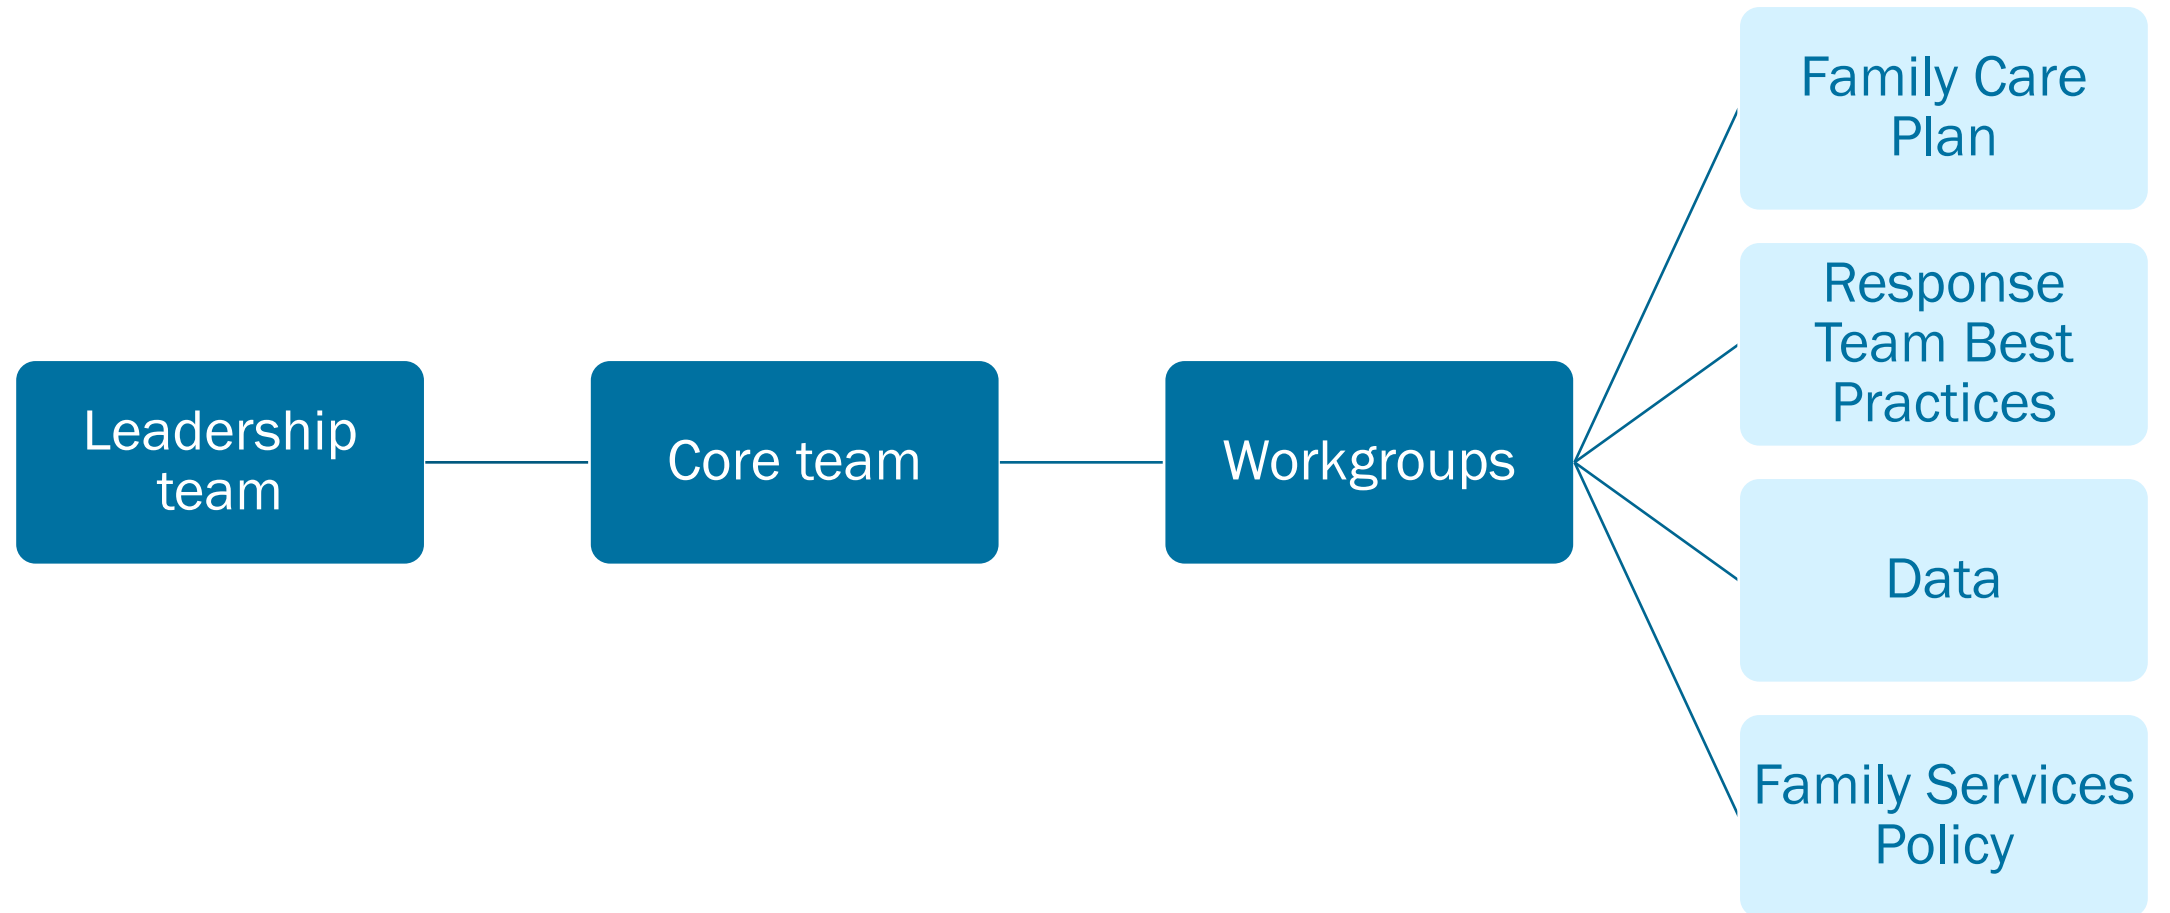 Leadership
team
Core team
Workgroups
Family Care
Plan
Response
Team Best
Practices
Data
Family Services
Policy